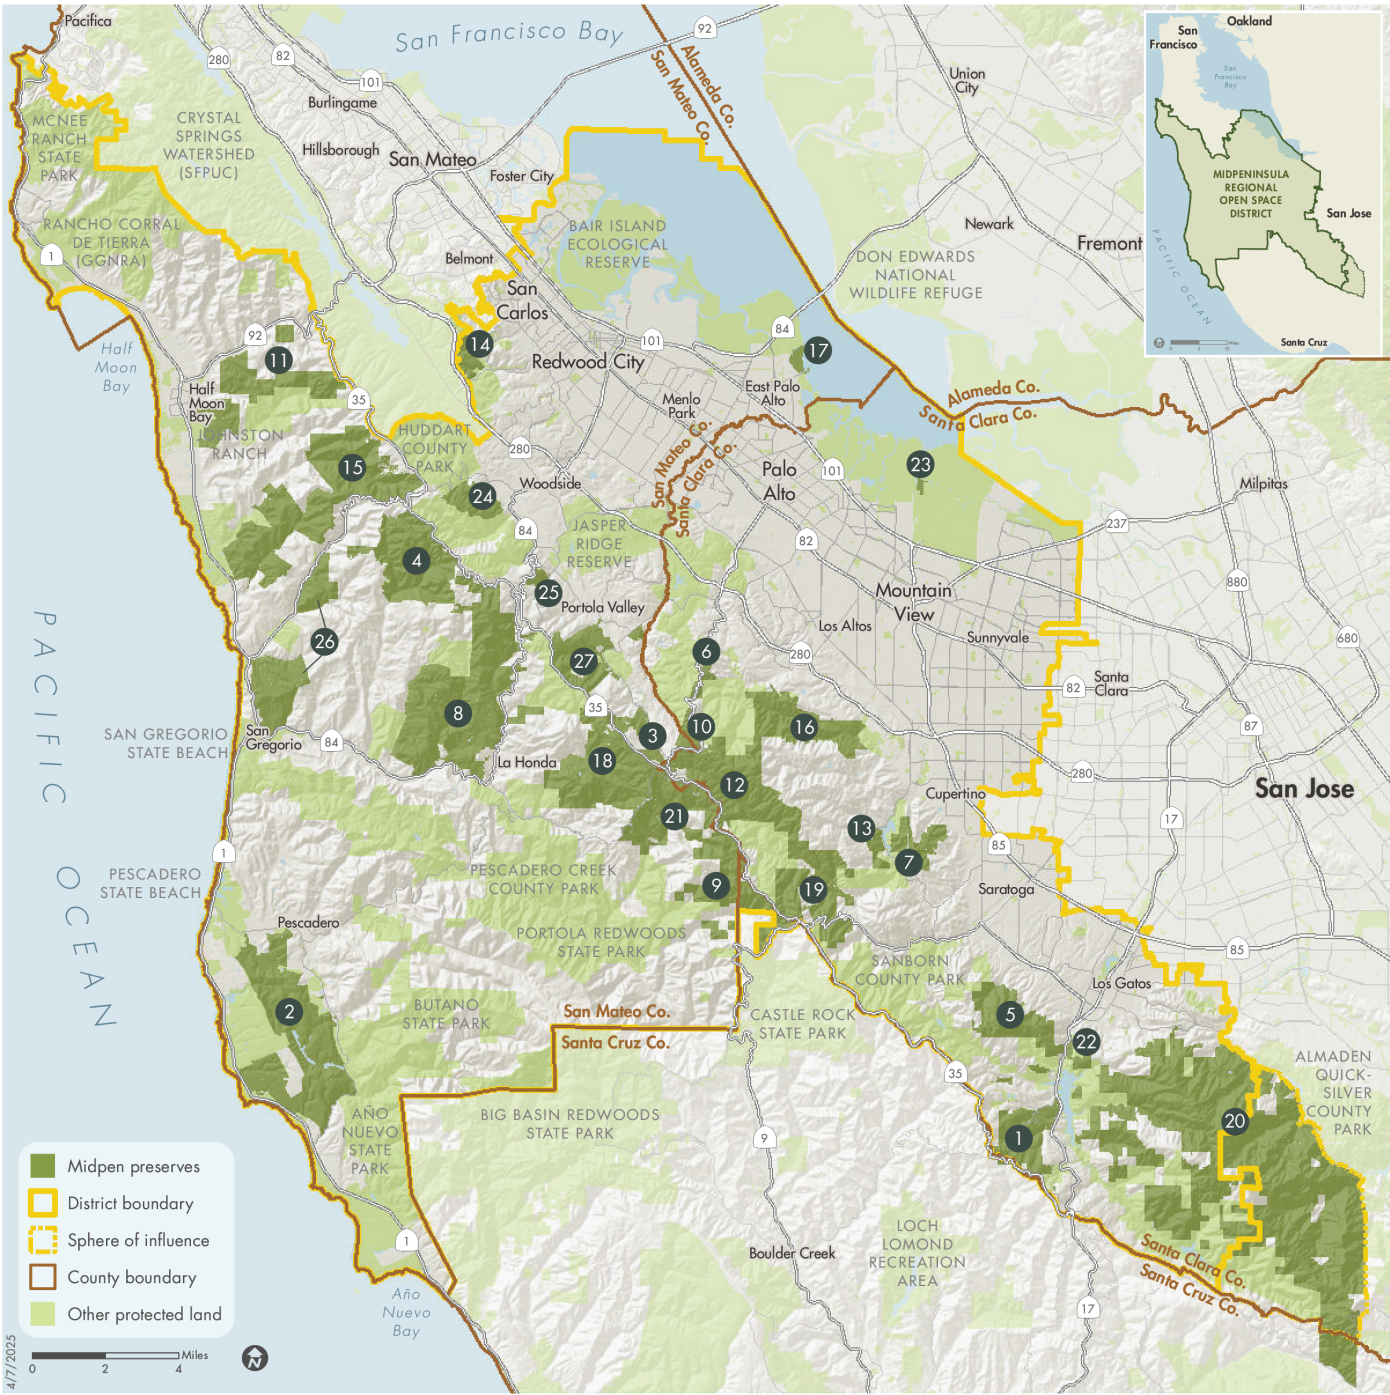 Pacifica
San Francisco Bay
92
280
82
101
Burlingame
Hillsborough
San Mateo
Foster City
Alameda Co.
San Mateo Co.
Union
City
Newark
Fremont
MCNEE
RANCH
STATE
PARK
CRYSTAL
SPRINGS
WATERSHED
(SFPUC)
RANCHO CORRAL
DE TIERRA
(GGNRA)
1
BAIR ISLAND
ECOLOGICAL
RESERVE
DON EDWARDS
NATIONAL
WILDLIFE REFUGE
Belmont
San
Carlos
Redwood City
101
84
92
11
14
17
Half
Moon
Bay
Half
Moon
Bay
35
JOHNSTON
RANCH
HUDDART
COUNTY
PARK
Menlo
Park
East Palo
Alto
Alameda Co.
Santa Clara Co.
San Mateo Co.
Santa Clara Co.
280
15
24
Woodside
Palo
Alto
101
23
Milpitas
237
84
JASPER
RIDGE
RESERVE
82
4
25
Portola Valley
Mountain
View
880
Los Altos
Sunnyvale
680
26
6
27
280
82
Santa
Clara
35
8
3
10
16
87
San
Gregorio
84
SAN GREGORIO
STATE BEACH
La Honda
18
12
280
San Jose
Cupertino
21
13
17
85
1
7
PESCADERO
STATE BEACH
PESCADERO CREEK
COUNTY PARK
9
19
Saratoga
Pescadero
PORTOLA REDWOODS
STATE PARK
85
SANBORN
COUNTY PARK
Los Gatos
2
BUTANO
STATE PARK
San Mateo Co.
Santa Cruz Co.
CASTLE ROCK
STATE PARK
5
22
35
ALMADEN
QUICK-
SILVER
COUNTY
PARK
AÑO
NUEVO
STATE
PARK
BIG BASIN REDWOODS
STATE PARK
9
1
20
1
Boulder Creek
LOCH
LOMOND
RECREATION
AREA
Santa Clara Co.
Santa Cruz Co.
17
Año
Nuevo
Bay
PACIFIC OCEAN
Midpen preserves
District boundary
Sphere of influence
County boundary
Other protected land
4/7/2025
0 2 4 Miles
N
Oakland
San
Francisco
San
Francisco
Bay
MIDPENINSULA
REGIONAL
OPEN SPACE
DISTRICT
San Jose
PACIFIC OCEAN
Santa Cruz